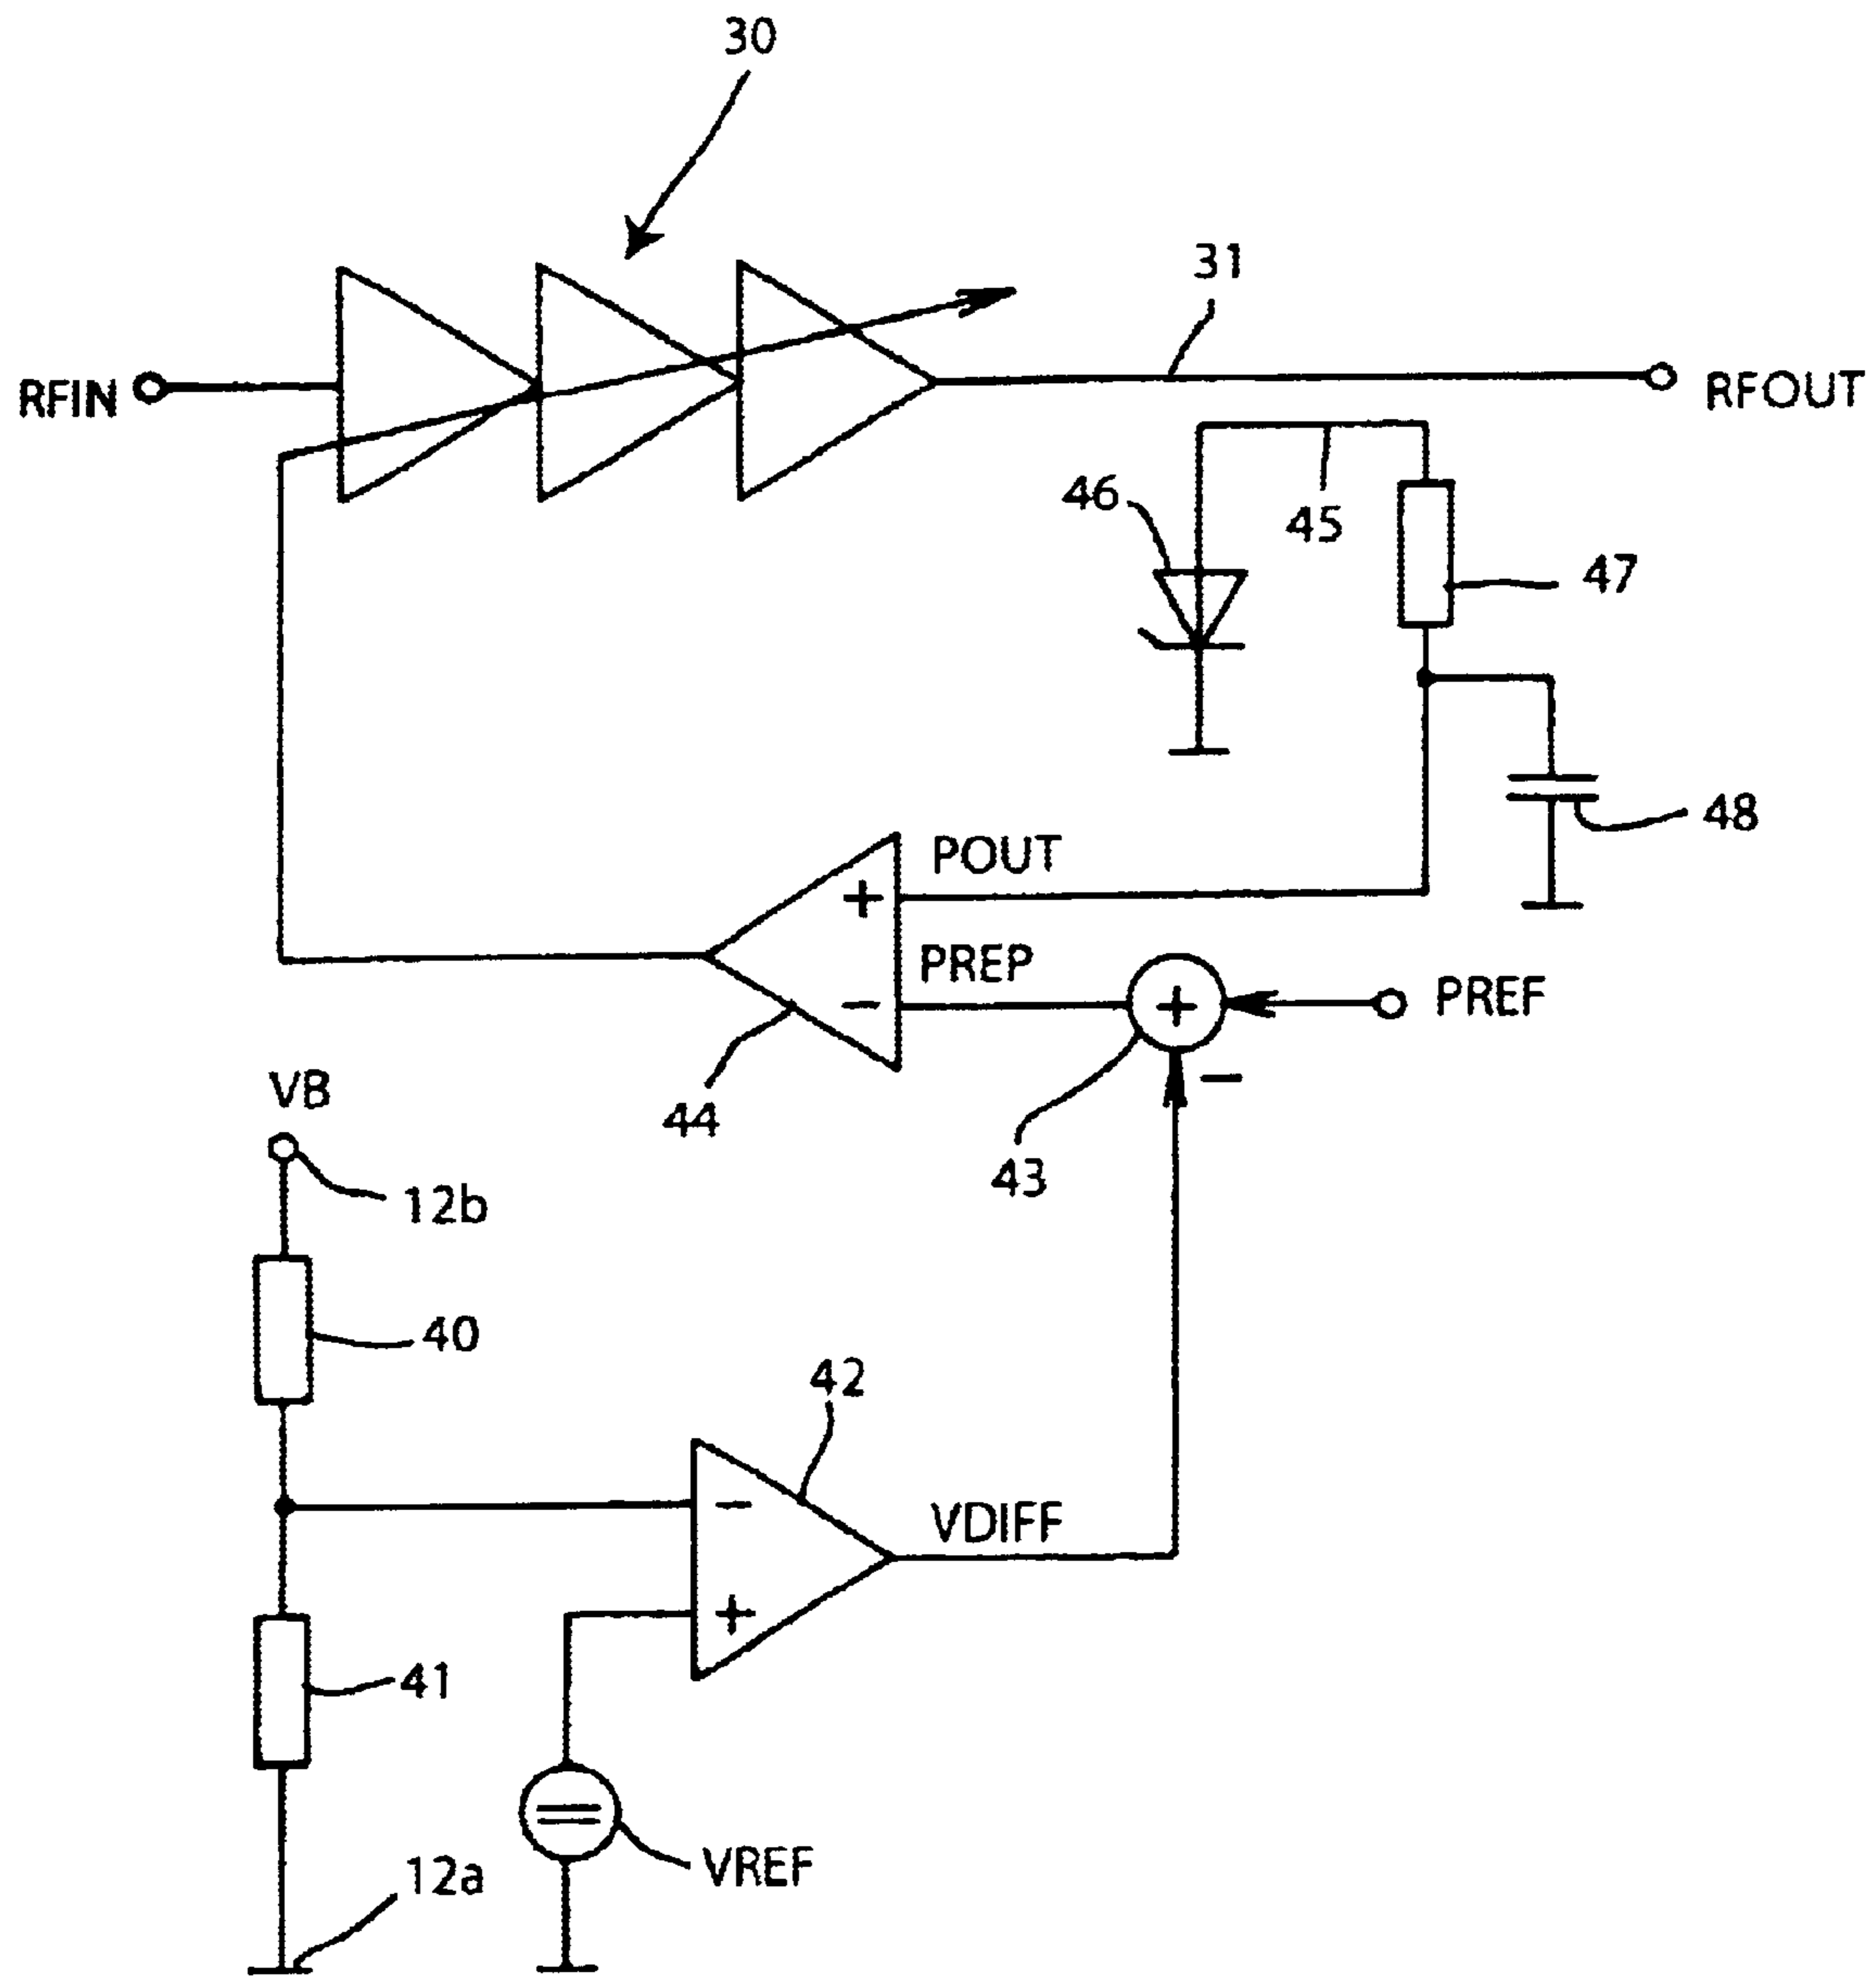 30
31
RFIN
RFOUT
46
45
47
48
POUT
+
PREP
−
+
PREF
−
44
43
VB
12b
40
42
−
VDIFF
+
41
VREF
12a